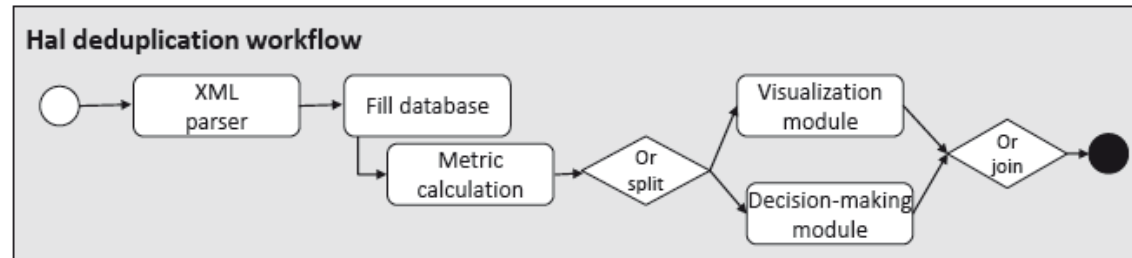 Hal deduplication workflow
XML
parser
Fill database
Metric
calculation
Or
split
Visualization
module
Decision-making
module
Or
join